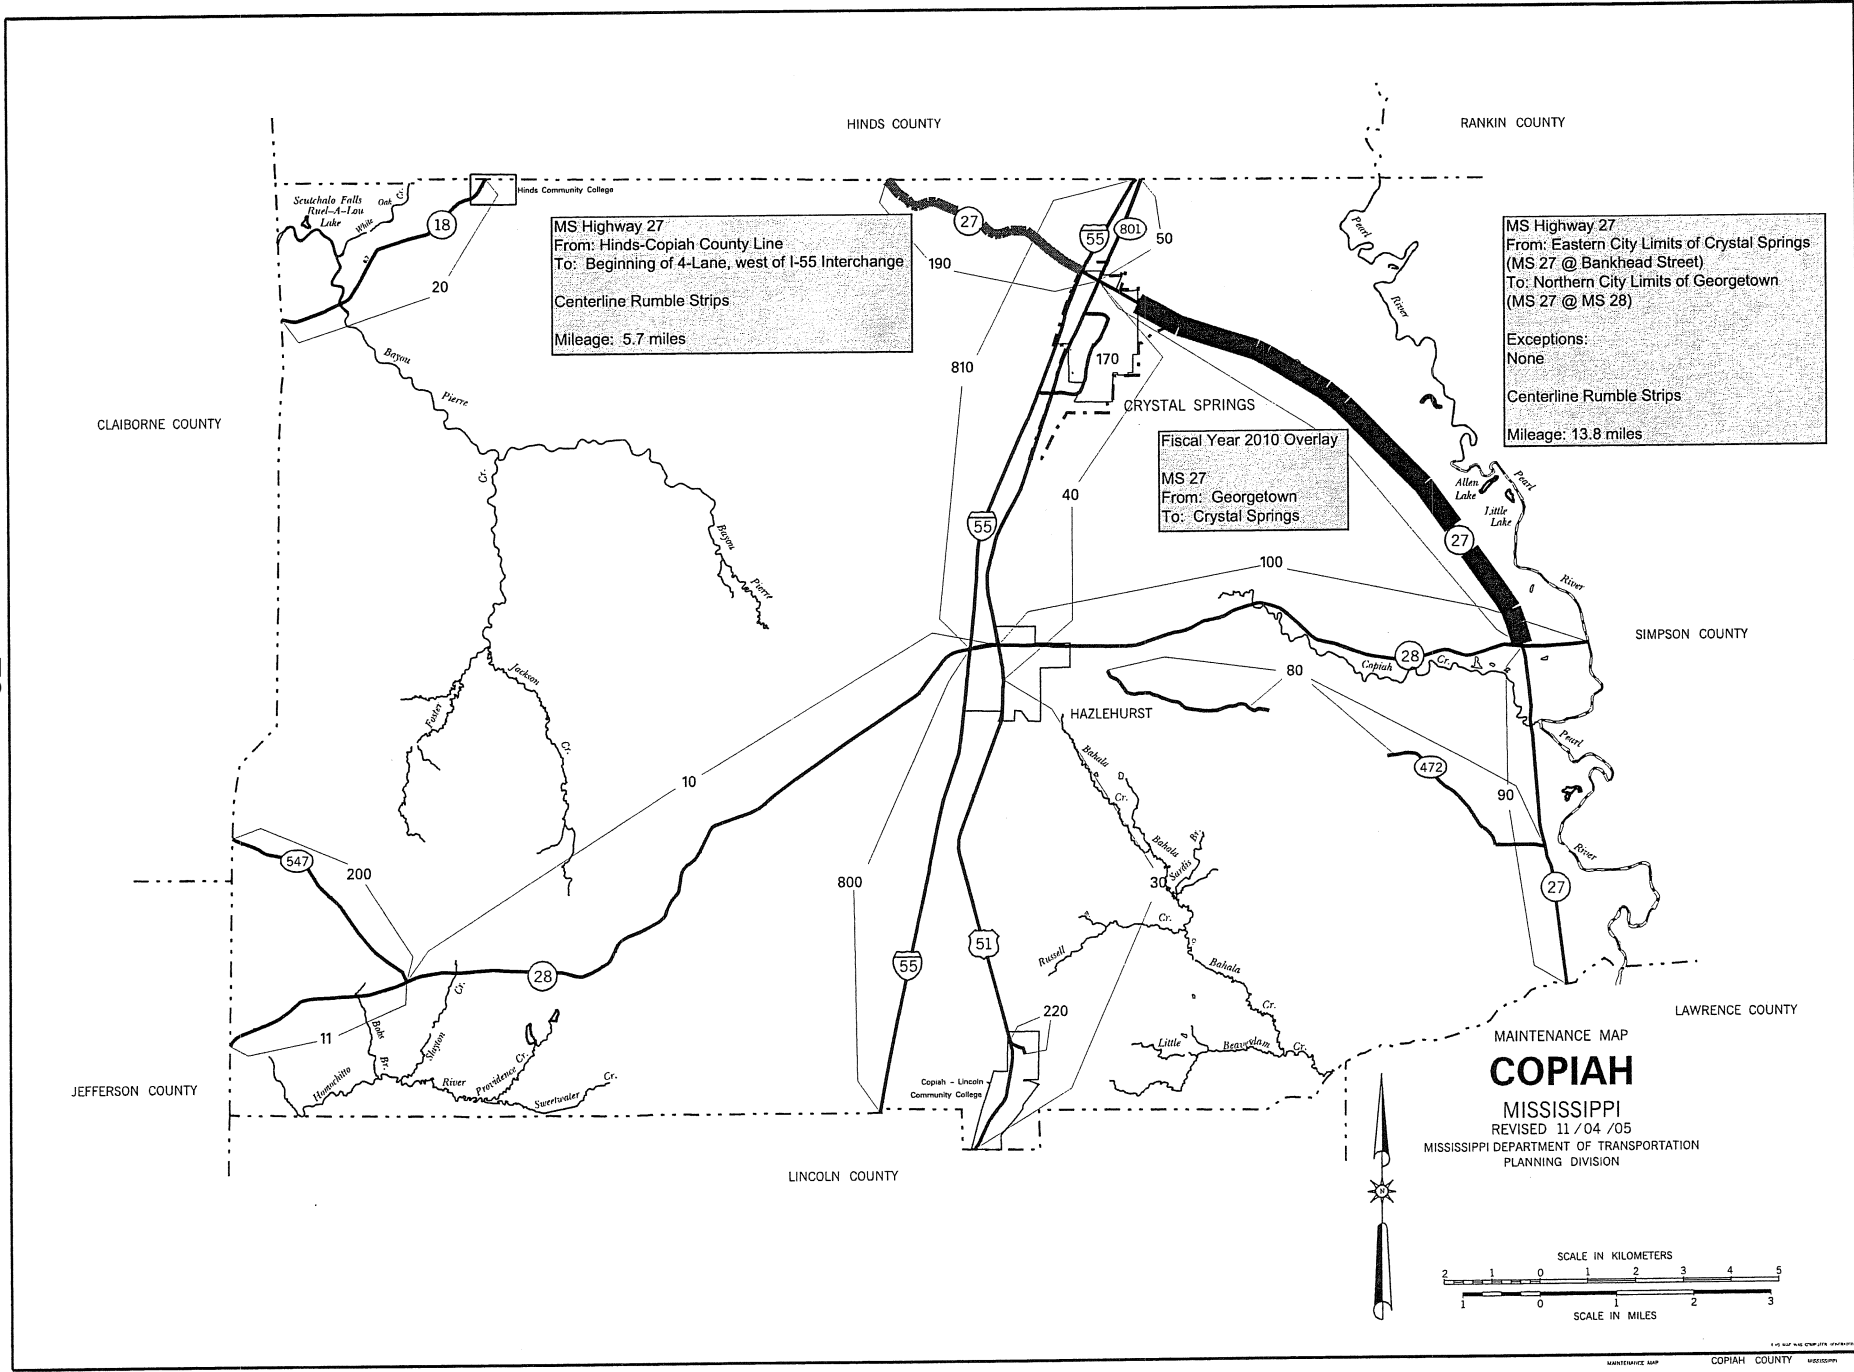 HINDS COUNTY
RANKIN COUNTY
Scutchalo Falls
Ruel-A-Lou
Lake
White
Oak
Cr.
Hinds Community College
18
20
MS Highway 27
From: Hinds-Copiah County Line
To: Beginning of 4-Lane, west of I-55 Interchange
Centerline Rumble Strips
Mileage: 5.7 miles
27
190
55
801
50
Pearl
River
MS Highway 27
From: Eastern City Limits of Crystal Springs
(MS 27 @ Bankhead Street)
To: Northern City Limits of Georgetown
(MS 27 @ MS 28)
Exceptions:
None
Centerline Rumble Strips
Mileage: 13.8 miles
Bayou
Pierre
810
170
CRYSTAL SPRINGS
CLAIBORNE COUNTY
Fiscal Year 2010 Overlay
MS 27
From: Georgetown
To: Crystal Springs
Cr.
40
55
Allen
Lake
Little
Lake
Pearl
27
Bayou
Pierre
100
River
SIMPSON COUNTY
28
Copiah
Cr.
80
Jackson
Cr.
Foster
HAZLEHURST
Pearl
River
472
90
10
Bahala
Cr.
Bahala
Sardis
Br.
547
200
800
30
27
Cr.
Russell
51
55
28
Bahala
Cr.
11
Bahs
Br.
Slayton
Cr.
220
LAWRENCE COUNTY
Little
Beaverdam
Cr.
Homochitto
River
Providence
Cr.
Sweetwater
Cr.
Copiah - Lincoln
Community College
JEFFERSON COUNTY
LINCOLN COUNTY
MAINTENANCE MAP
COPIAH
MISSISSIPPI
REVISED 11/04/05
MISSISSIPPI DEPARTMENT OF TRANSPORTATION
PLANNING DIVISION
N
SCALE IN KILOMETERS
2 1 0 1 2 3 4 5
1 0 1 2 3
SCALE IN MILES
MAINTENANCE MAP COPIAH COUNTY MISSISSIPPI